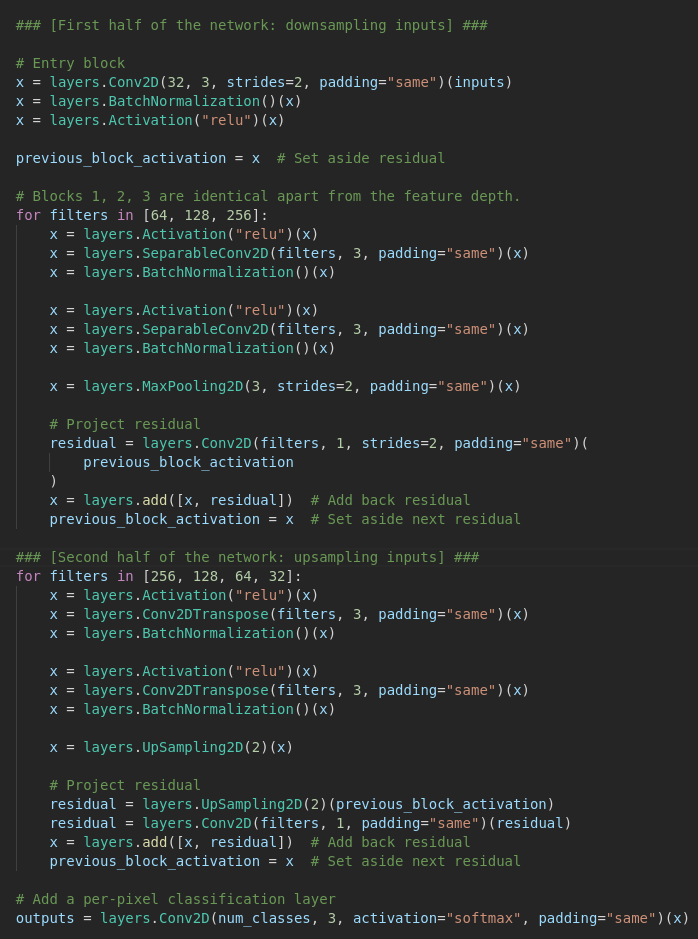 ### [First half of the network: downsampling inputs] ###

# Entry block
x = layers.Conv2D(32, 3, strides=2, padding="same")(inputs)
x = layers.BatchNormalization()(x)
x = layers.Activation("relu")(x)

previous_block_activation = x  # Set aside residual

# Blocks 1, 2, 3 are identical apart from the feature depth.
for filters in [64, 128, 256]:
    x = layers.Activation("relu")(x)
    x = layers.SeparableConv2D(filters, 3, padding="same")(x)
    x = layers.BatchNormalization()(x)

    x = layers.Activation("relu")(x)
    x = layers.SeparableConv2D(filters, 3, padding="same")(x)
    x = layers.BatchNormalization()(x)

    x = layers.MaxPooling2D(3, strides=2, padding="same")(x)

    # Project residual
    residual = layers.Conv2D(filters, 1, strides=2, padding="same")(
        previous_block_activation
    )
    x = layers.add([x, residual])  # Add back residual
    previous_block_activation = x  # Set aside next residual

### [Second half of the network: upsampling inputs] ###
for filters in [256, 128, 64, 32]:
    x = layers.Activation("relu")(x)
    x = layers.Conv2DTranspose(filters, 3, padding="same")(x)
    x = layers.BatchNormalization()(x)

    x = layers.Activation("relu")(x)
    x = layers.Conv2DTranspose(filters, 3, padding="same")(x)
    x = layers.BatchNormalization()(x)

    x = layers.UpSampling2D(2)(x)

    # Project residual
    residual = layers.UpSampling2D(2)(previous_block_activation)
    residual = layers.Conv2D(filters, 1, padding="same")(residual)
    x = layers.add([x, residual])  # Add back residual
    previous_block_activation = x  # Set aside next residual

# Add a per-pixel classification layer
outputs = layers.Conv2D(num_classes, 3, activation="softmax", padding="same")(x)